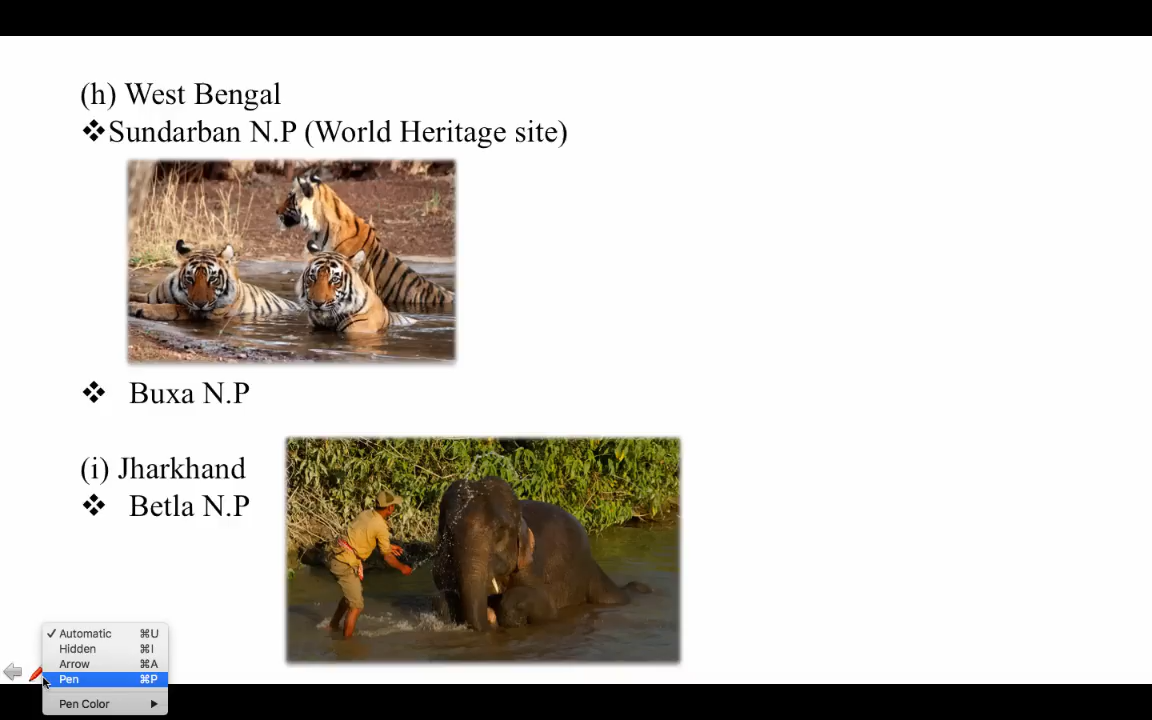 (h) West Bengal
❖Sundarban N.P (World Heritage site)
❖ Buxa N.P
(i) Jharkhand
❖ Betla N.P
✓ Automatic ⌘U
Hidden ⌘I
Arrow ⌘A
Pen ⌘P
Pen Color ▶